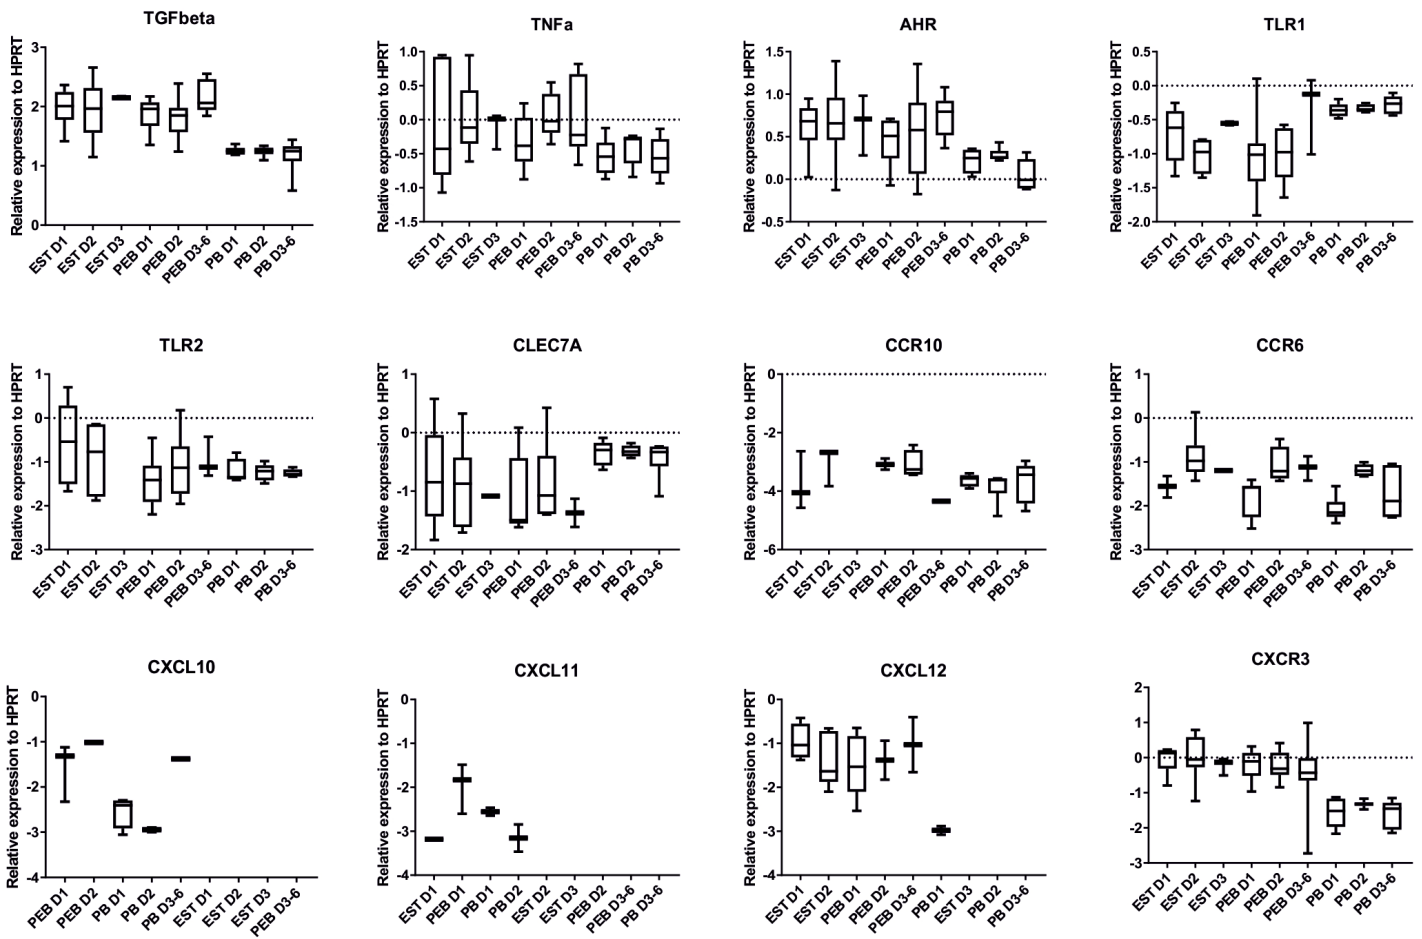 TGFbeta
Relative expression to HPRT
3
2
1
0
EST D1
EST D2
EST D3
PEB D1
PEB D2
PEB D3-6
PB D1
PB D2
PB D3-6
TNFa
Relative expression to HPRT
1.0
0.5
0.0
-0.5
-1.0
-1.5
EST D1
EST D2
EST D3
PEB D1
PEB D2
PEB D3-6
PB D1
PB D2
PB D3-6
AHR
Relative expression to HPRT
1.5
1.0
0.5
0.0
-0.5
EST D1
EST D2
EST D3
PEB D1
PEB D2
PEB D3-6
PB D1
PB D2
PB D3-6
TLR1
Relative expression to HPRT
0.5
0.0
-0.5
-1.0
-1.5
-2.0
EST D1
EST D2
EST D3
PEB D1
PEB D2
PEB D3-6
PB D1
PB D2
PB D3-6
TLR2
Relative expression to HPRT
1
0
-1
-2
-3
EST D1
EST D2
EST D3
PEB D1
PEB D2
PEB D3-6
PB D1
PB D2
PB D3-6
CLEC7A
Relative expression to HPRT
1
0
-1
-2
EST D1
EST D2
EST D3
PEB D1
PEB D2
PEB D3-6
PB D1
PB D2
PB D3-6
CCR10
Relative expression to HPRT
0
-2
-4
-6
EST D1
EST D2
EST D3
PEB D1
PEB D2
PEB D3-6
PB D1
PB D2
PB D3-6
CCR6
Relative expression to HPRT
1
0
-1
-2
-3
EST D1
EST D2
EST D3
PEB D1
PEB D2
PEB D3-6
PB D1
PB D2
PB D3-6
CXCL10
Relative expression to HPRT
0
-1
-2
-3
-4
PEB D1
PEB D2
PB D1
PB D2
PB D3-6
EST D1
EST D2
EST D3
PEB D3-6
CXCL11
Relative expression to HPRT
0
-1
-2
-3
-4
EST D1
PEB D1
PB D1
PB D2
EST D2
EST D3
PEB D3-6
PEB D2
PB D3-6
CXCL12
Relative expression to HPRT
0
-1
-2
-3
-4
EST D1
EST D2
PEB D1
PEB D2
PEB D3-6
PB D1
EST D3
PB D2
PB D3-6
CXCR3
Relative expression to HPRT
2
1
0
-1
-2
-3
EST D1
EST D2
EST D3
PEB D1
PEB D2
PEB D3-6
PB D1
PB D2
PB D3-6